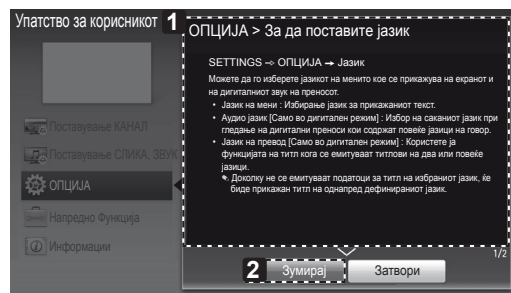 Упатство за корисникот
1
ОПЦИЈА > За да поставите јазик
SETTINGS ➾ ОПЦИЈА ➙ Јазик
Можете да го изберете јазикот на менито кое се прикажува на екранот и
на дигиталниот звук на преносот.
• Јазик на мени : Избирање јазик за прикажаниот текст.
• Аудио јазик [Само во дигитален режим] : Избор на саканиот јазик при
гледање на дигитални преноси кои содржат повеќе јазици на говор.
• Јазик на превод [Само во дигитален режим] : Користете ја
функцијата на титл кога се емитуваат титлови на два или повеќе
јазици.
Доколку не се емитуваат податоци за титл на избраниот јазик, ќе
биде прикажан титл на однапред дефинираниот јазик.
Поставување КАНАЛ
Поставување СЛИКА, ЗВУК
ОПЦИЈА
Напредно Функција
Информации
1/2
2
Зумирај
Затвори